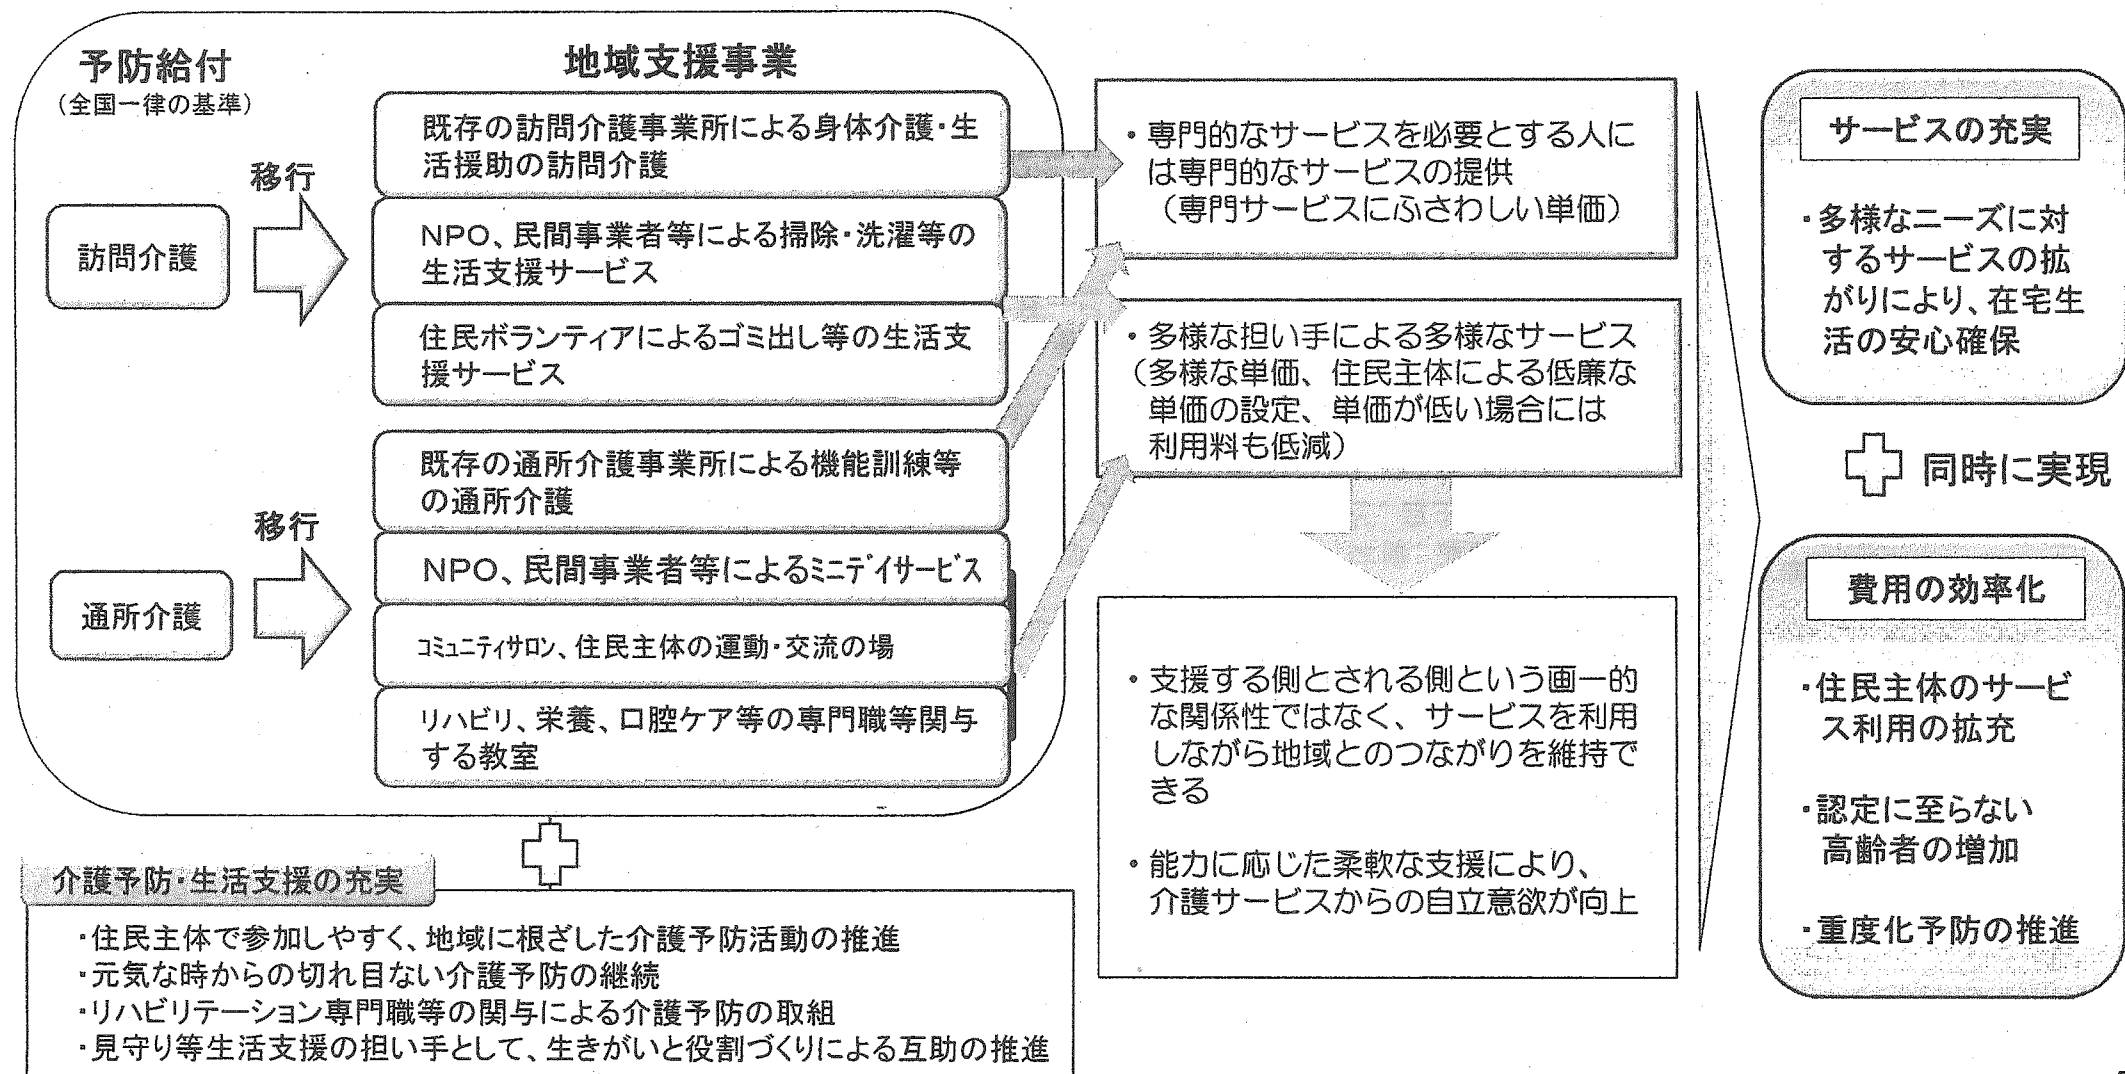 予防給付
(全国一律の基準)
地域支援事業
移行
訪問介護
既存の訪問介護事業所による身体介護・生
活援助の訪問介護
NPO、民間事業者等による掃除・洗濯等の
生活支援サービス
住民ボランティアによるゴミ出し等の生活支
援サービス
移行
通所介護
既存の通所介護事業所による機能訓練等
の通所介護
NPO、民間事業者等によるミニデイサービス
コミュニティサロン、住民主体の運動・交流の場
リハビリ、栄養、口腔ケア等の専門職等関与
する教室
介護予防・生活支援の充実
・住民主体で参加しやすく、地域に根ざした介護予防活動の推進
・元気な時からの切れ目ない介護予防の継続
・リハビリテーション専門職等の関与による介護予防の取組
・見守り等生活支援の担い手として、生きがいと役割づくりによる互助の推進
・専門的なサービスを必要とする人に
は専門的なサービスの提供
(専門サービスにふさわしい単価)
・多様な担い手による多様なサービス
(多様な単価、住民主体による低廉な
単価の設定、単価が低い場合には
利用料も低減)
・支援する側とされる側という画一的
な関係性ではなく、サービスを利用
しながら地域とのつながりを維持で
きる
・能力に応じた柔軟な支援により、
介護サービスからの自立意欲が向上
サービスの充実
・多様なニーズに対
するサービスの拡
がりにより、在宅生
活の安心確保
同時に実現
費用の効率化
・住民主体のサービ
ス利用の拡充
・認定に至らない
高齢者の増加
・重度化予防の推進